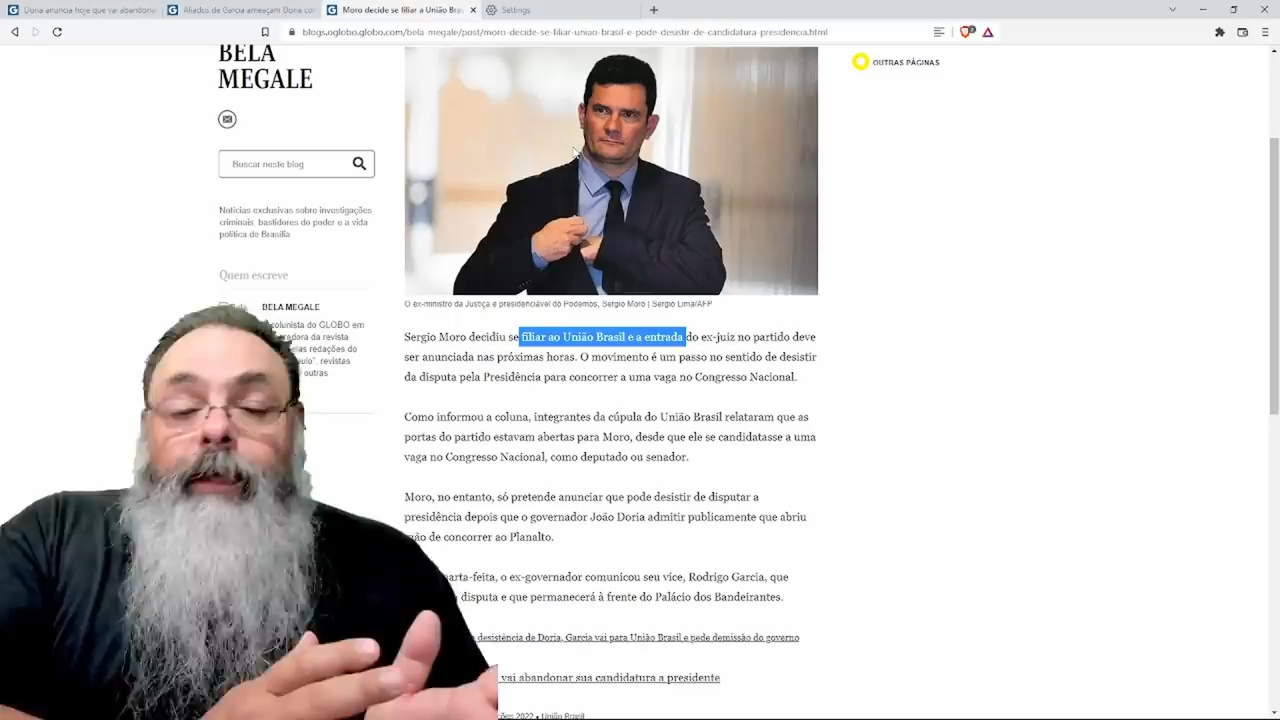 Doria anuncia hoje que vai abandonar
Aliados de Garcia ameaçam Doria cor
Moro decide se filiar a União Bras
Settings
blogs.oglobo.globo.com/bela-megale/post/moro-decide-se-filiar-uniao-brasil-e-pode-desistir-de-candidatura-presidencia.html
BELA
MEGALE
OUTRAS PÁGINAS
Buscar neste blog
Notícias exclusivas sobre investigações
criminais, bastidores do poder e a vida
política de Brasília
Quem escreve
BELA MEGALE
colunista do GLOBO em
redora da revista
elas redações do
ulo", revistas
outras
O ex-ministro da Justiça e presidenciável do Podemos, Sergio Moro | Sergio Lima/AFP
Sergio Moro decidiu se filiar ao União Brasil e a entrada do ex-juiz no partido deve
ser anunciada nas próximas horas. O movimento é um passo no sentido de desistir
da disputa pela Presidência para concorrer a uma vaga no Congresso Nacional.
Como informou a coluna, integrantes da cúpula do União Brasil relataram que as
portas do partido estavam abertas para Moro, desde que ele se candidatasse a uma
vaga no Congresso Nacional, como deputado ou senador.
Moro, no entanto, só pretende anunciar que pode desistir de disputar a
presidência depois que o governador João Doria admitir publicamente que abriu
mão de concorrer ao Planalto.
arta-feira, o ex-governador comunicou seu vice, Rodrigo Garcia, que
disputa e que permanecerá à frente do Palácio dos Bandeirantes.
desistência de Doria, Garcia vai para União Brasil e pede demissão do governo
vai abandonar sua candidatura a presidente
ções 2022 • União Brasil